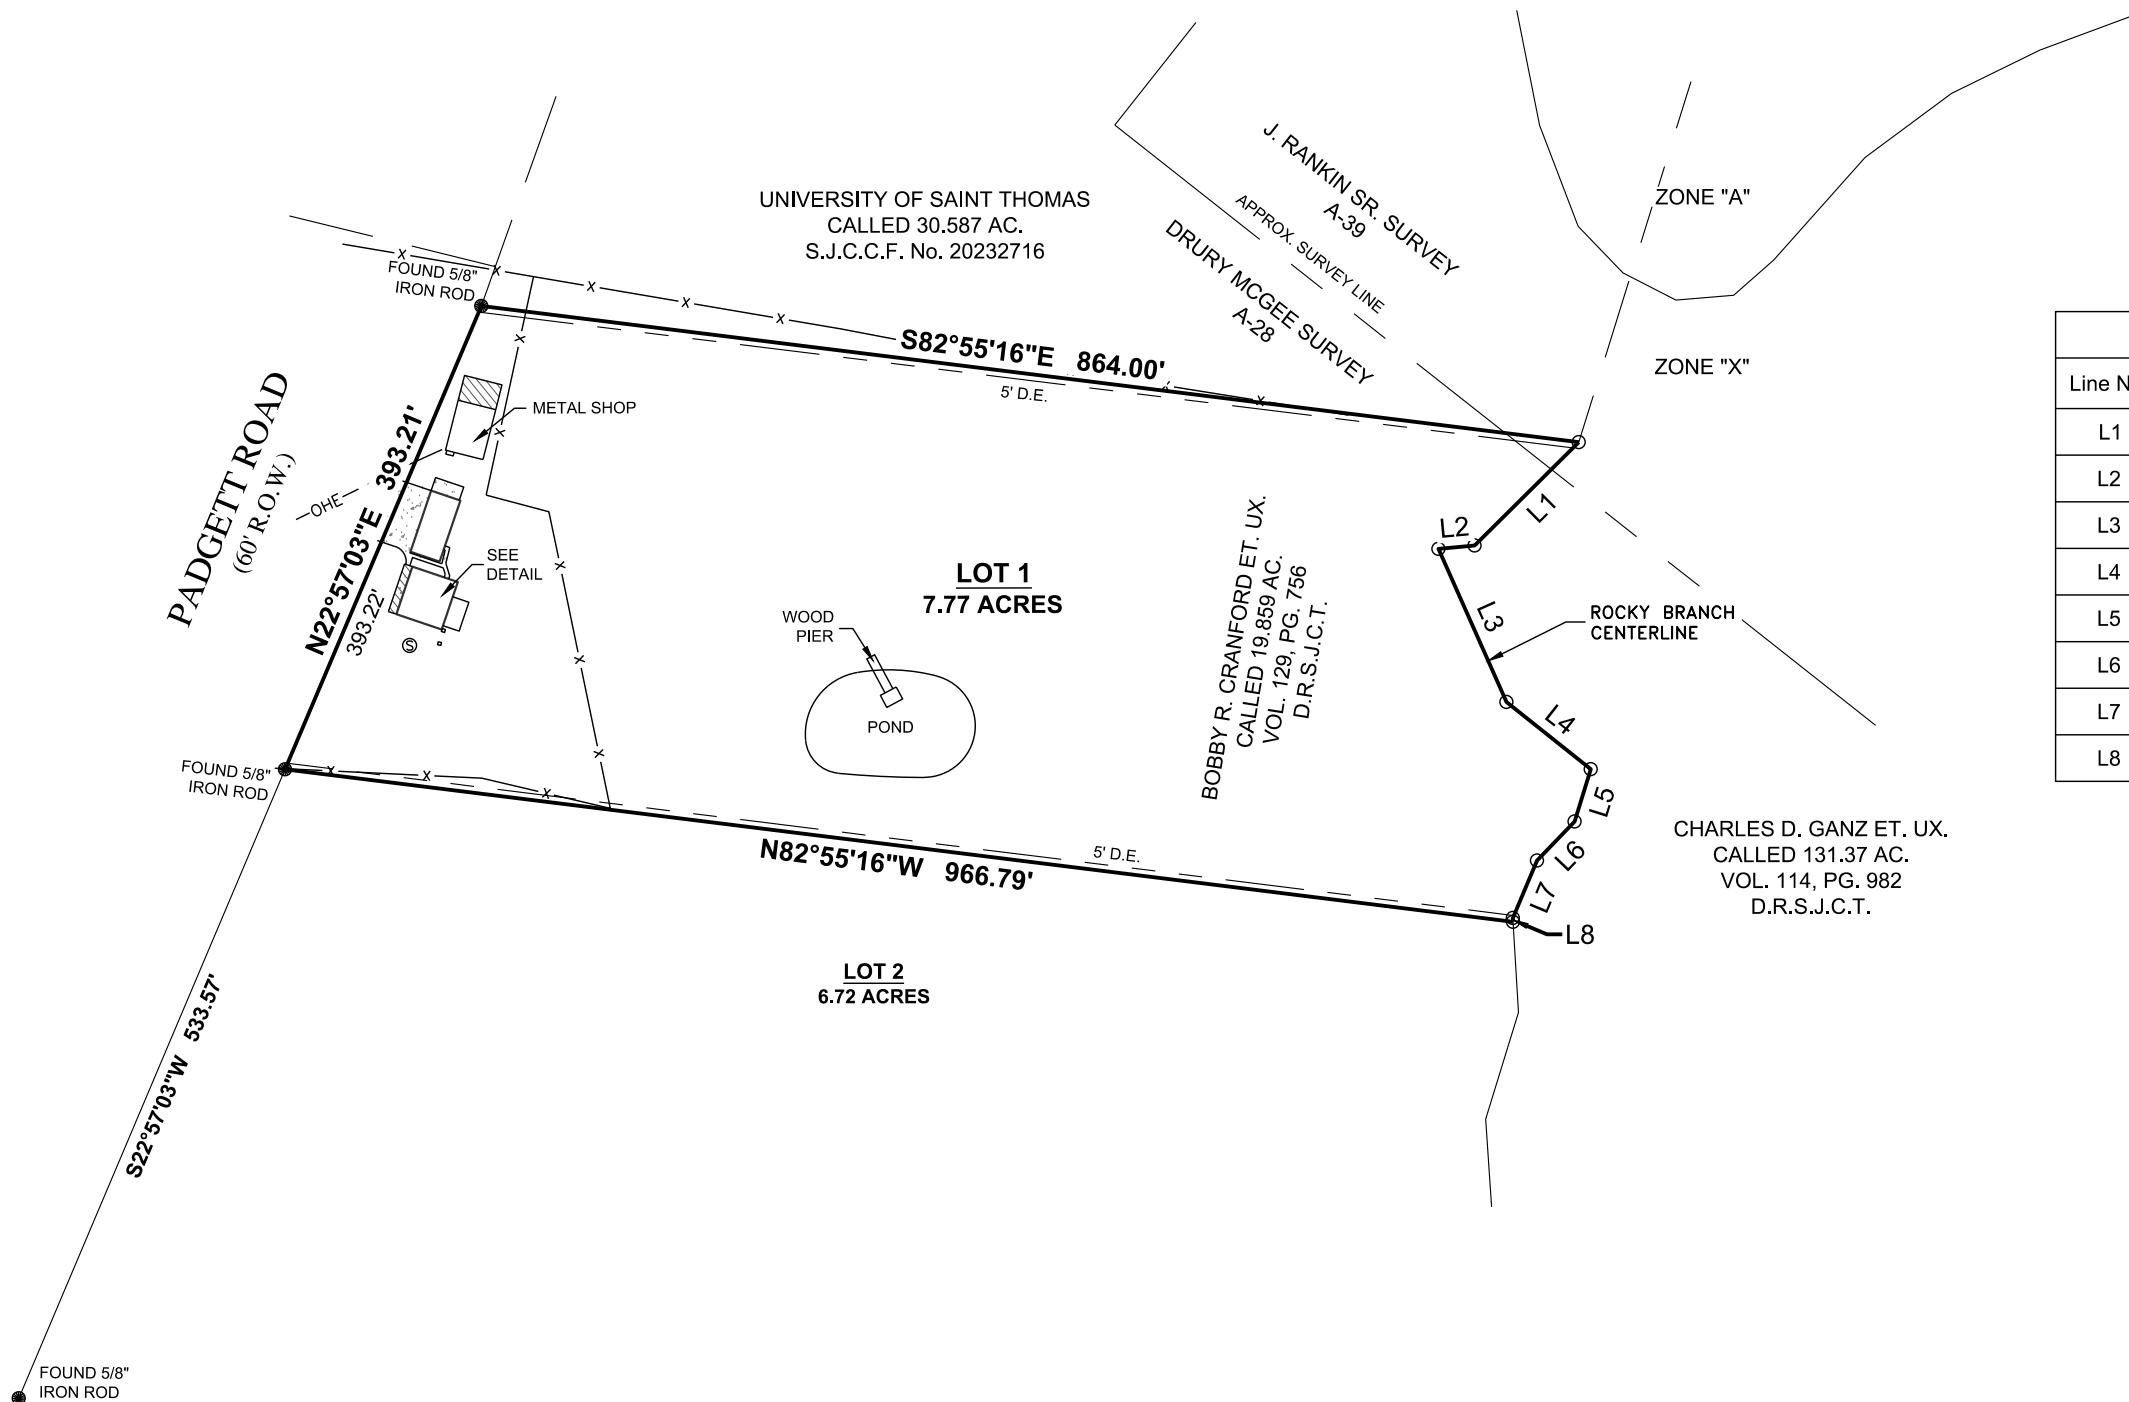 UNIVERSITY OF SAINT THOMAS
CALLED 30.587 AC.
S.J.C.C.F. No. 20232716
J. RANKIN SR. SURVEY
A-39
APPROX. SURVEY LINE
DRURY MCGEE SURVEY
A-28
ZONE "A"
ZONE "X"
FOUND 5/8"
IRON ROD
S82°55'16"E 864.00'
5' D.E.
METAL SHOP
PADGETT ROAD
(60' R.O.W.)
N22°57'03"E 393.21'
393.22'
OHE
SEE
DETAIL
S
LOT 1
7.77 ACRES
WOOD
PIER
POND
BOBBY R. CRANFORD ET. UX.
CALLED 19.859 AC.
VOL. 129, PG. 756
D.R.S.J.C.T.
L1
L2
L3
L4
L5
L6
L7
L8
ROCKY BRANCH
CENTERLINE
FOUND 5/8"
IRON ROD
N82°55'16"W 966.79'
5' D.E.
CHARLES D. GANZ ET. UX.
CALLED 131.37 AC.
VOL. 114, PG. 982
D.R.S.J.C.T.
LOT 2
6.72 ACRES
S22°57'03"W 533.57'
FOUND 5/8"
IRON ROD
Line N
L1
L2
L3
L4
L5
L6
L7
L8
x
x
x
x
x
x
x
x
x
x
x
x
x
x